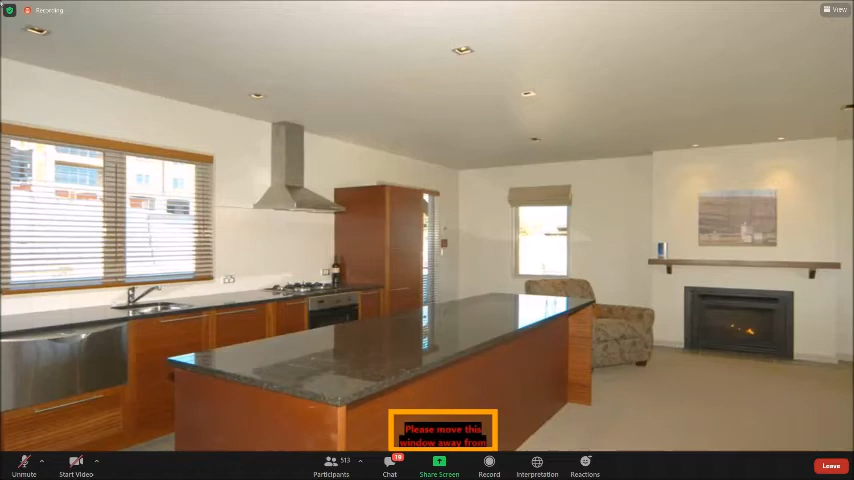 Recording
View
Please move this
window away from
Unmute
Start Video
Participants
513
Chat
19
Share Screen
Record
Interpretation
Reactions
Leave